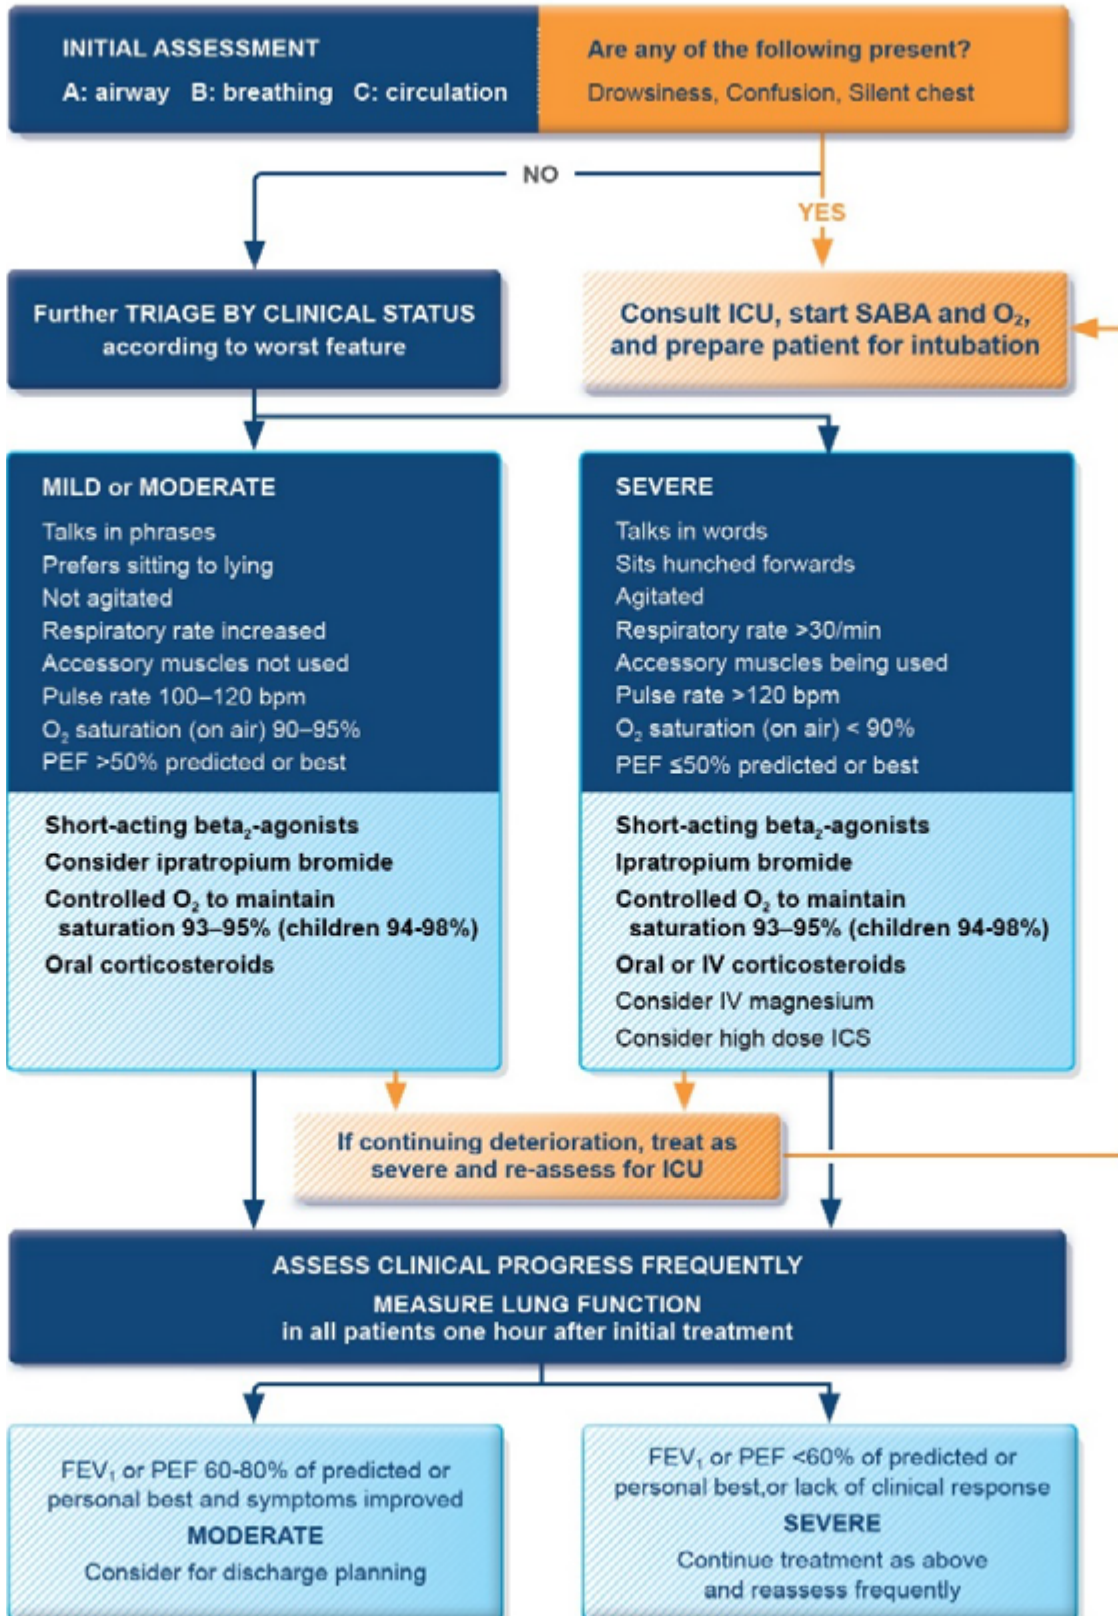 INITIAL ASSESSMENT
A: airway B: breathing C: circulation
Are any of the following present?
Drowsiness, Confusion, Silent chest
NO
YES
Further TRIAGE BY CLINICAL STATUS
according to worst feature
Consult ICU, start SABA and O₂,
and prepare patient for intubation
MILD or MODERATE
Talks in phrases
Prefers sitting to lying
Not agitated
Respiratory rate increased
Accessory muscles not used
Pulse rate 100–120 bpm
O₂ saturation (on air) 90–95%
PEF >50% predicted or best
Short-acting beta₂-agonists
Consider ipratropium bromide
Controlled O₂ to maintain
saturation 93–95% (children 94-98%)
Oral corticosteroids
SEVERE
Talks in words
Sits hunched forwards
Agitated
Respiratory rate >30/min
Accessory muscles being used
Pulse rate >120 bpm
O₂ saturation (on air) < 90%
PEF ≤50% predicted or best
Short-acting beta₂-agonists
Ipratropium bromide
Controlled O₂ to maintain
saturation 93–95% (children 94-98%)
Oral or IV corticosteroids
Consider IV magnesium
Consider high dose ICS
If continuing deterioration, treat as
severe and re-assess for ICU
ASSESS CLINICAL PROGRESS FREQUENTLY
MEASURE LUNG FUNCTION
in all patients one hour after initial treatment
FEV₁ or PEF 60-80% of predicted or
personal best and symptoms improved
MODERATE
Consider for discharge planning
FEV₁ or PEF <60% of predicted or
personal best,or lack of clinical response
SEVERE
Continue treatment as above
and reassess frequently